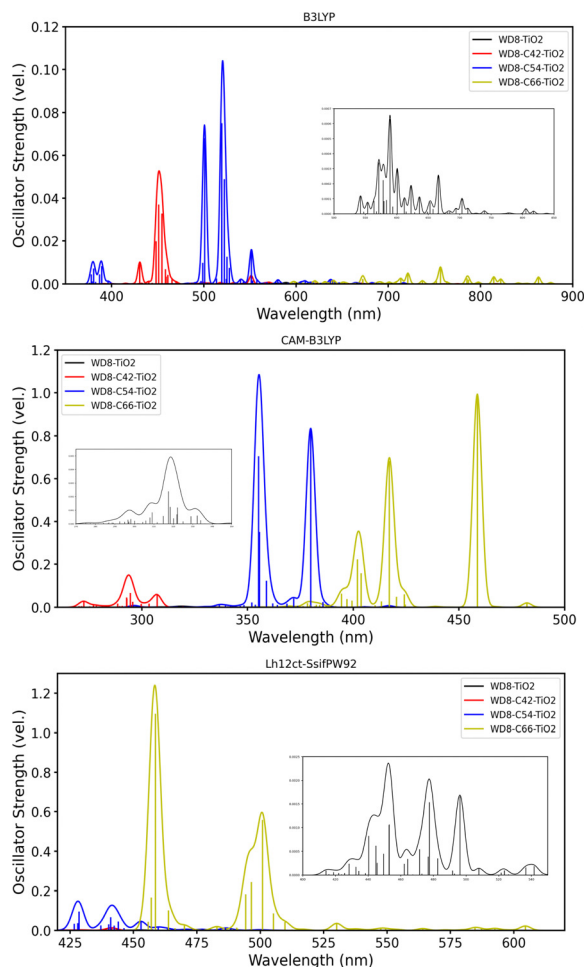 B3LYP
WD8-TiO2
WD8-C42-TiO2
WD8-C54-TiO2
WD8-C66-TiO2
0.12
0.10
0.08
0.06
0.04
0.02
0.00
Oscillator Strength (vel.)
400 500 600 700 800 900
Wavelength (nm)
CAM-B3LYP
WD8-TiO2
WD8-C42-TiO2
WD8-C54-TiO2
WD8-C66-TiO2
1.2
1.0
0.8
0.6
0.4
0.2
0.0
Oscillator Strength (vel.)
300 350 400 450 500
Wavelength (nm)
Lh12ct-SsifPW92
WD8-TiO2
WD8-C42-TiO2
WD8-C54-TiO2
WD8-C66-TiO2
1.2
1.0
0.8
0.6
0.4
0.2
0.0
Oscillator Strength (vel.)
425 450 475 500 525 550 575 600
Wavelength (nm)